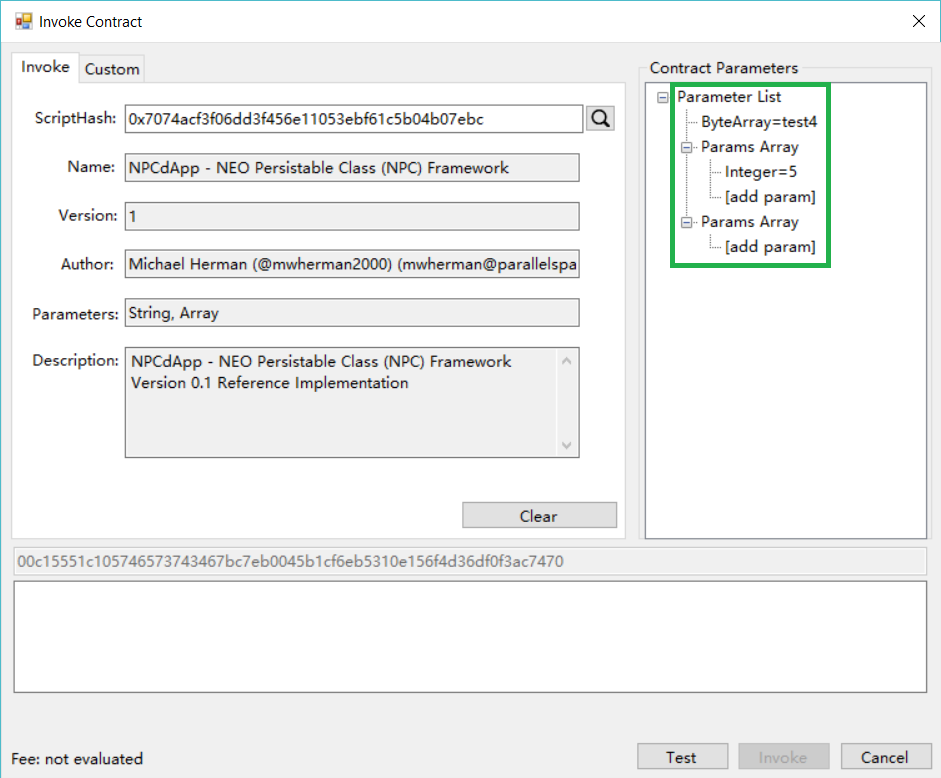 Invoke Contract
Invoke
Custom
ScriptHash:
0x7074acf3f06dd3f456e11053ebf61c5b04b07ebc
Name:
NPCdApp - NEO Persistable Class (NPC) Framework
Version:
1
Author:
Michael Herman (@mwherman2000) (mwherman@parallelspa
Parameters:
String, Array
Description:
NPCdApp - NEO Persistable Class (NPC) Framework
Version 0.1 Reference Implementation
Clear
Contract Parameters
Parameter List
ByteArray=test4
Params Array
Integer=5
[add param]
Params Array
[add param]
00c15551c105746573743467bc7eb0045b1cf6eb5310e156f4d36df0f3ac7470
Fee: not evaluated
Test
Invoke
Cancel